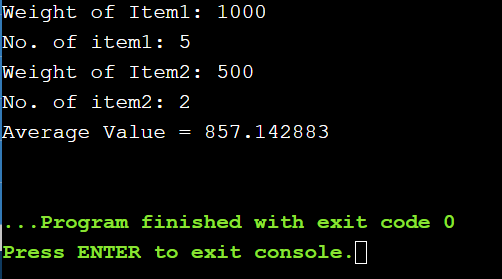 Weight of Item1: 1000
No. of item1: 5
Weight of Item2: 500
No. of item2: 2
Average Value = 857.142883
...Program finished with exit code 0
Press ENTER to exit console.